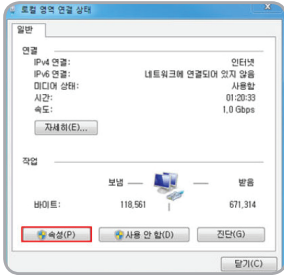 로컬 영역 연결 상태
일반
연결
IPv4 연결: 인터넷
IPv6 연결: 네트워크에 연결되어 있지 않음
미디어 상태: 사용함
시간: 01:20:33
속도: 1.0 Gbps
자세히(E)...
작업
보냄 — — 받음
바이트: 118,561 | 671,314
속성(P) 사용 안 함(D) 진단(G)
닫기(C)